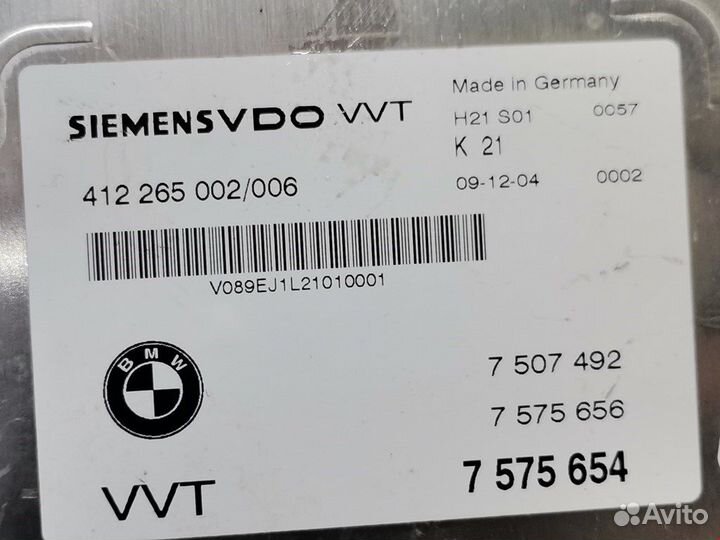 SIEMENSVDO VVT
Made in Germany
H21 S01 0057
K 21
412 265 002/006
09-12-04 0002
V089EJ1L21010001
BMW
7 507 492
7 575 656
VVT
7 575 654
Avito